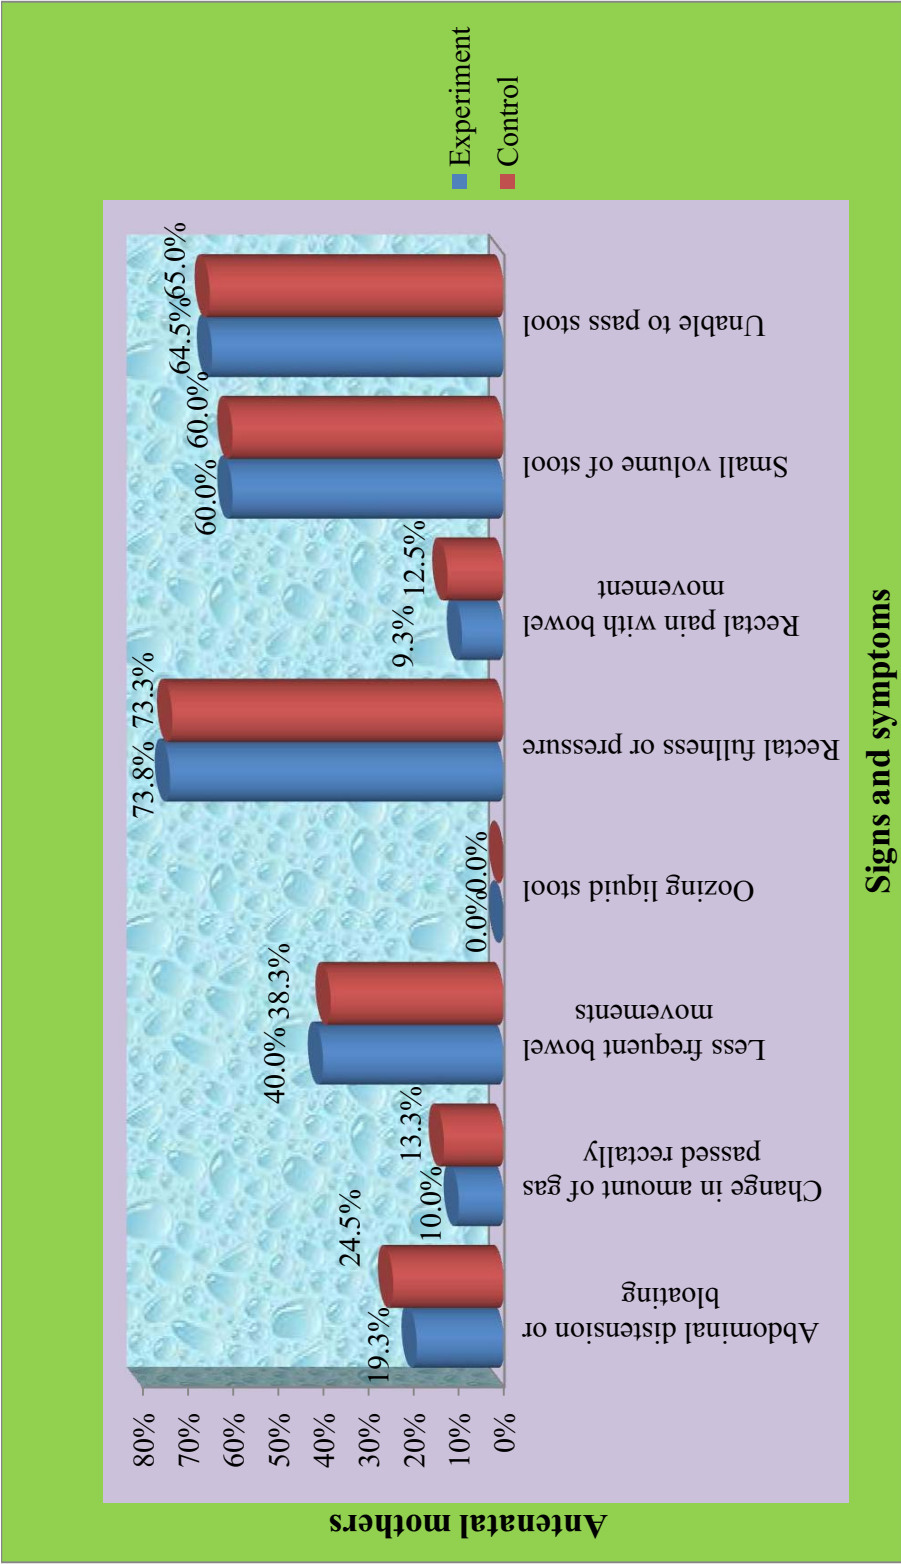 Antenatal mothers
80%
70%
60%
50%
40%
30%
20%
10%
0%
19.3%
24.5%
10.0%
13.3%
40.0%
38.3%
0.0%
0.0%
73.8%
73.3%
9.3%
12.5%
60.0%
60.0%
64.5%
65.0%
Abdominal distension or
bloating
Change in amount of gas
passed rectally
Less frequent bowel
movements
Oozing liquid stool
Rectal fullness or pressure
Rectal pain with bowel
movement
Small volume of stool
Unable to pass stool
Signs and symptoms
Experiment
Control